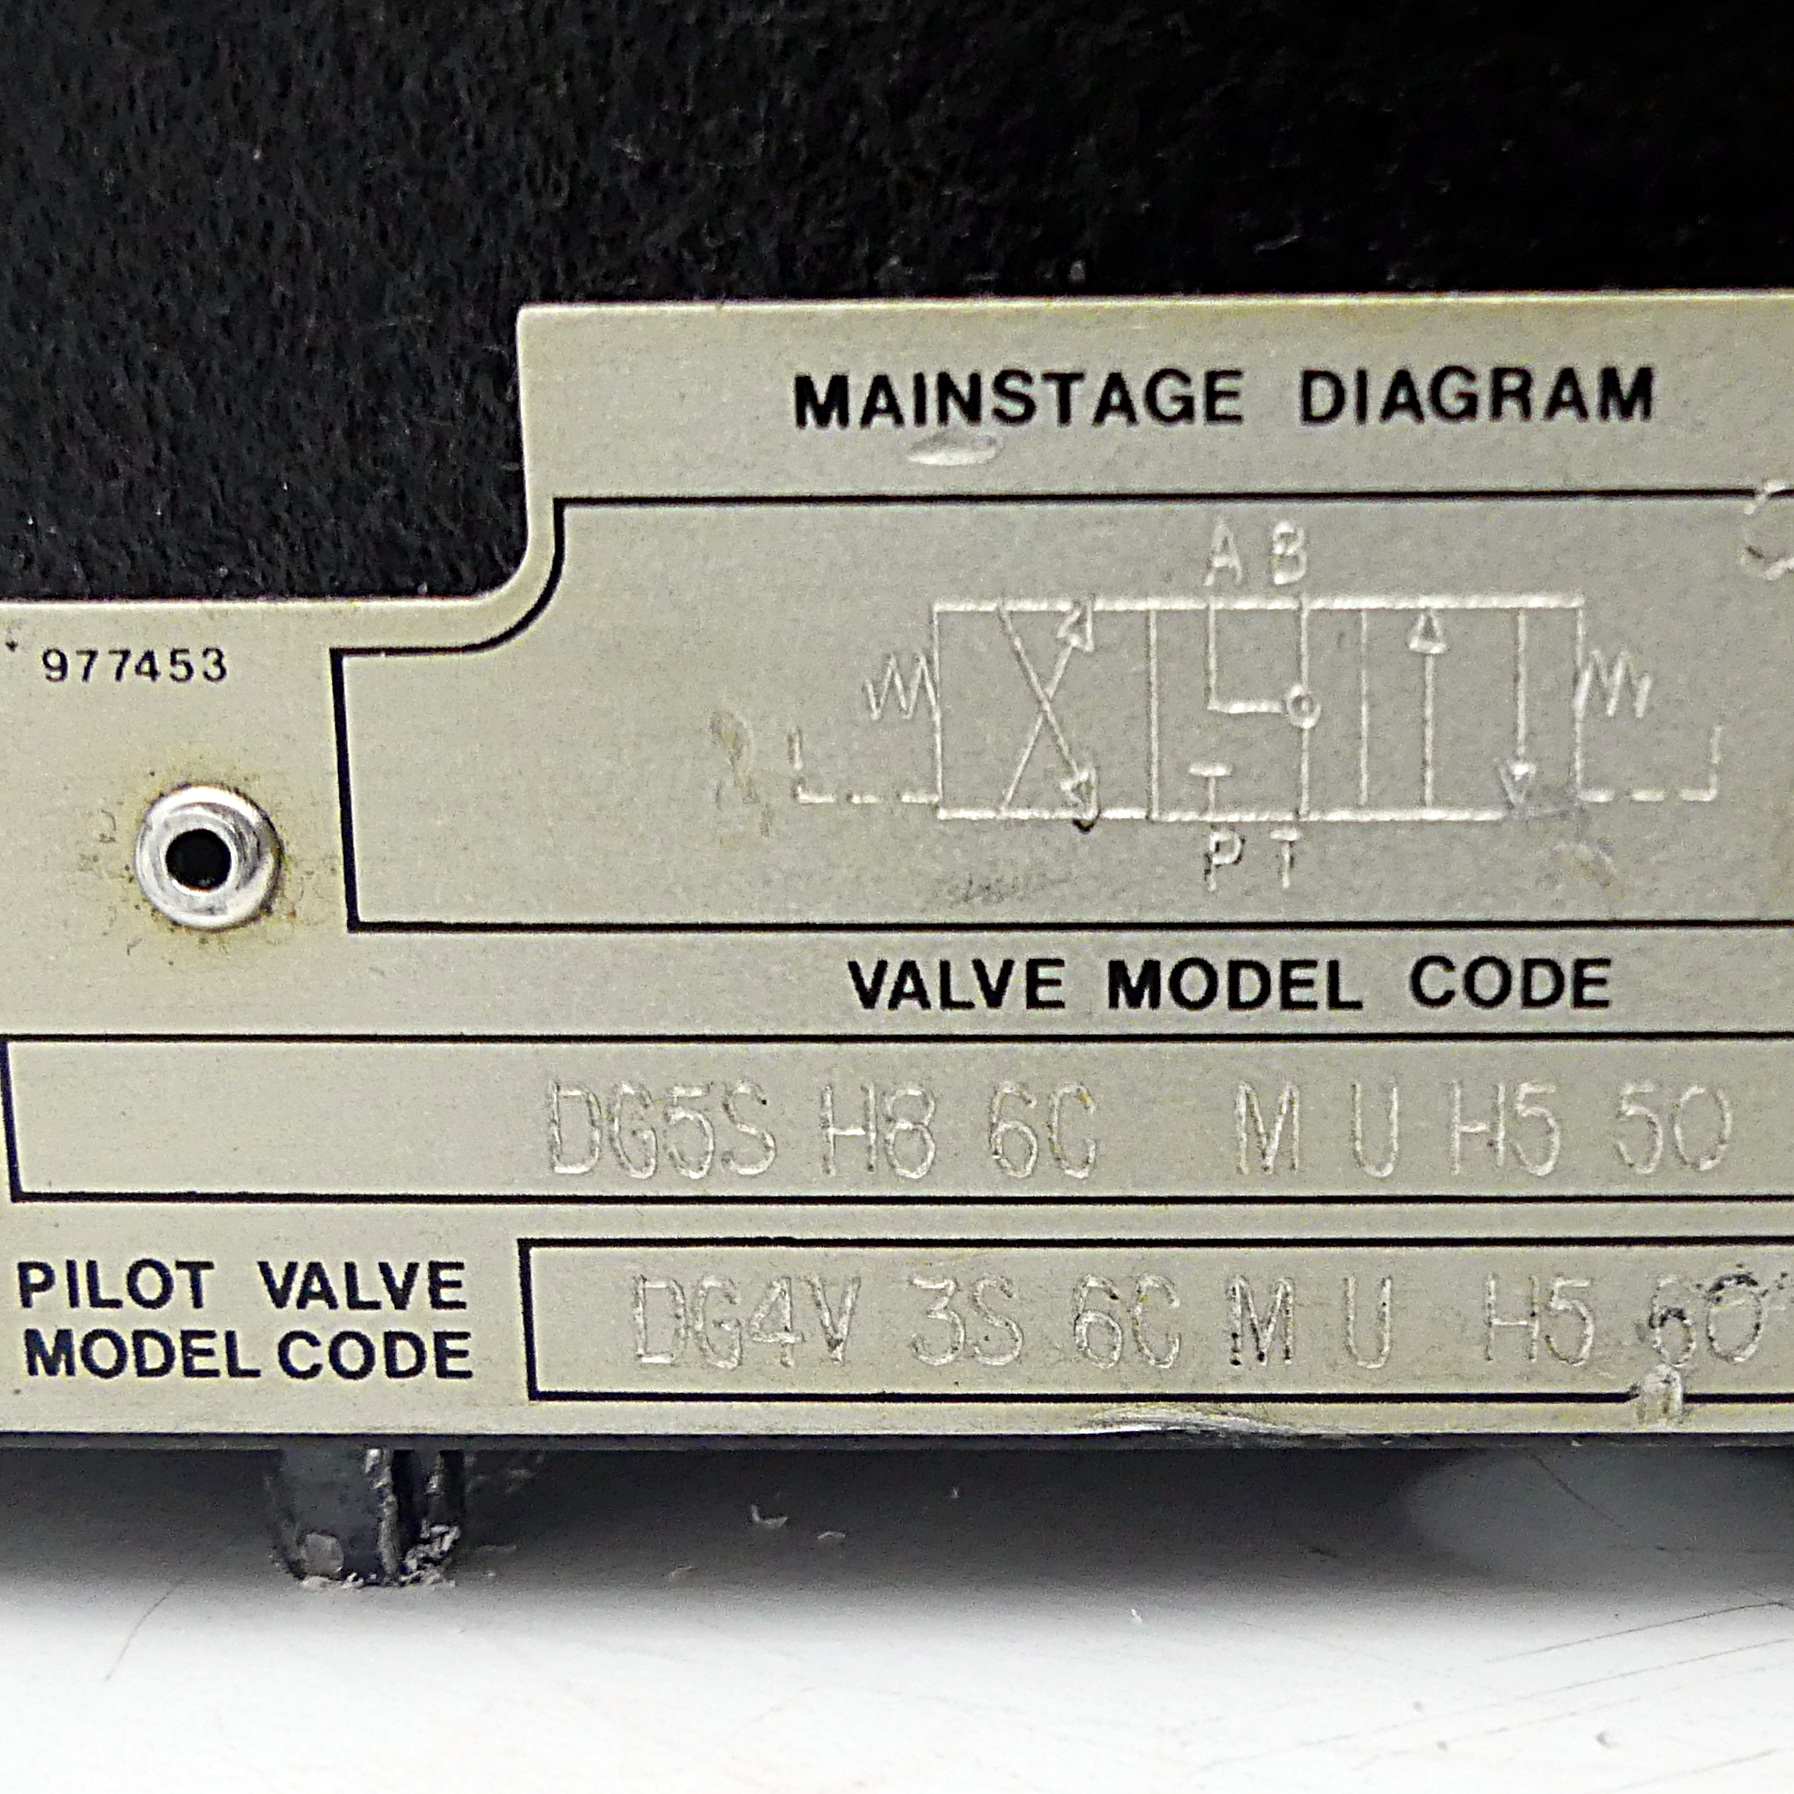 MAINSTAGE DIAGRAM
A B
977453
P T
VALVE MODEL CODE
DG5S H8 6C M U H5 50
PILOT VALVE
MODEL CODE
DG4V 3S 6C M U H5 60